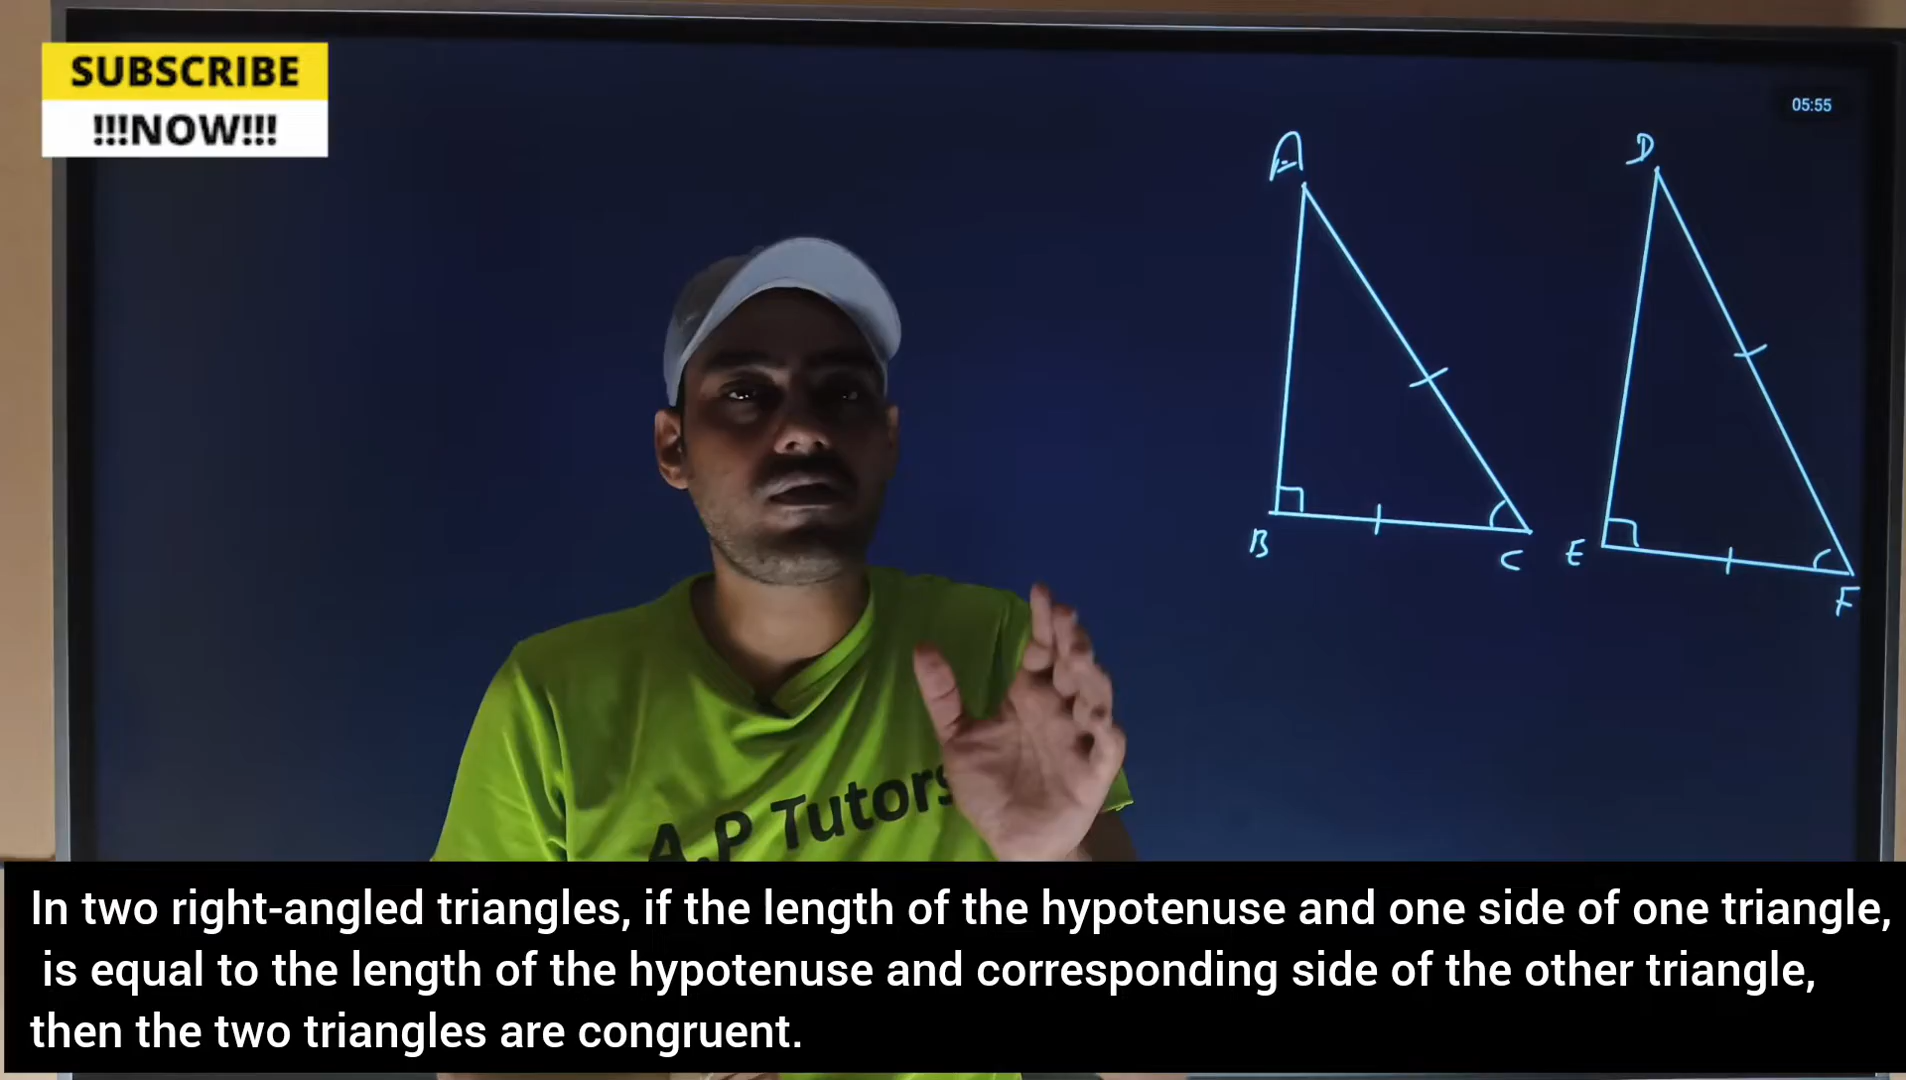 SUBSCRIBE
!!!NOW!!!
05:55
A
D
B
C
E
F
A.P Tutors
In two right-angled triangles, if the length of the hypotenuse and one side of one triangle,
is equal to the length of the hypotenuse and corresponding side of the other triangle,
then the two triangles are congruent.